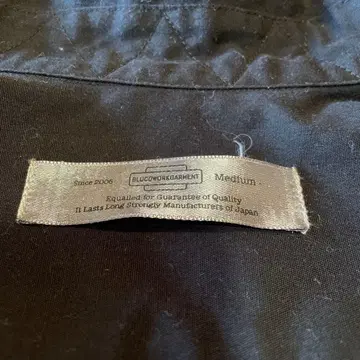 Since 2006 BLUCOWORKGARMENT Medium
Equalled for Guarantee of Quality
It Lasts Long Strongly Manufacturers of Japan